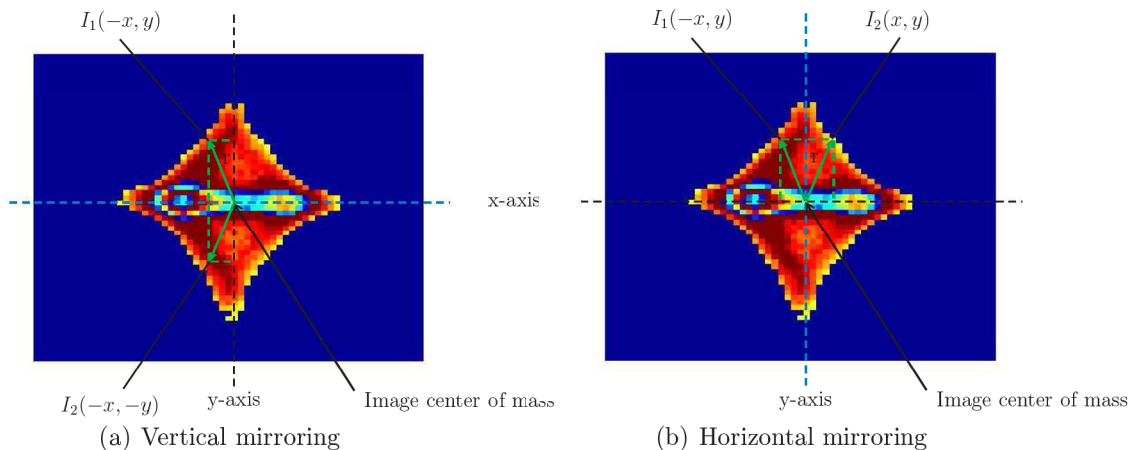 I₁(−x, y)
x-axis
I₂(−x, −y)
y-axis
Image center of mass
(a) Vertical mirroring
I₁(−x, y)
I₂(x, y)
r
y-axis
Image center of mass
(b) Horizontal mirroring